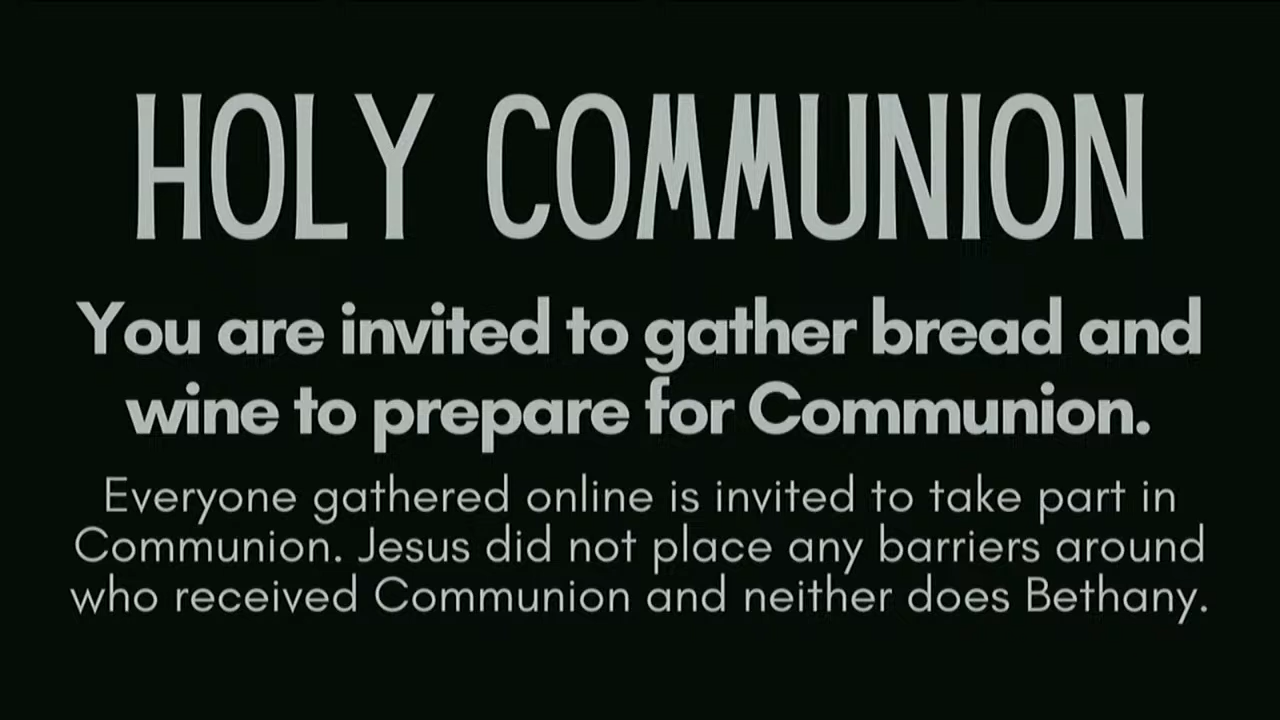 HOLY COMMUNION
You are invited to gather bread and
wine to prepare for Communion.
Everyone gathered online is invited to take part in
Communion. Jesus did not place any barriers around
who received Communion and neither does Bethany.